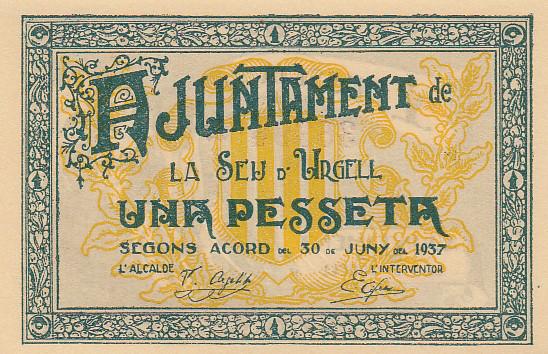 AJUNTAMENT de
LA SEU D'URGELL
UNA PESSETA
SEGONS ACORD DEL 30 DE JUNY DEL 1937
L'ALCALDE L'INTERVENTOR